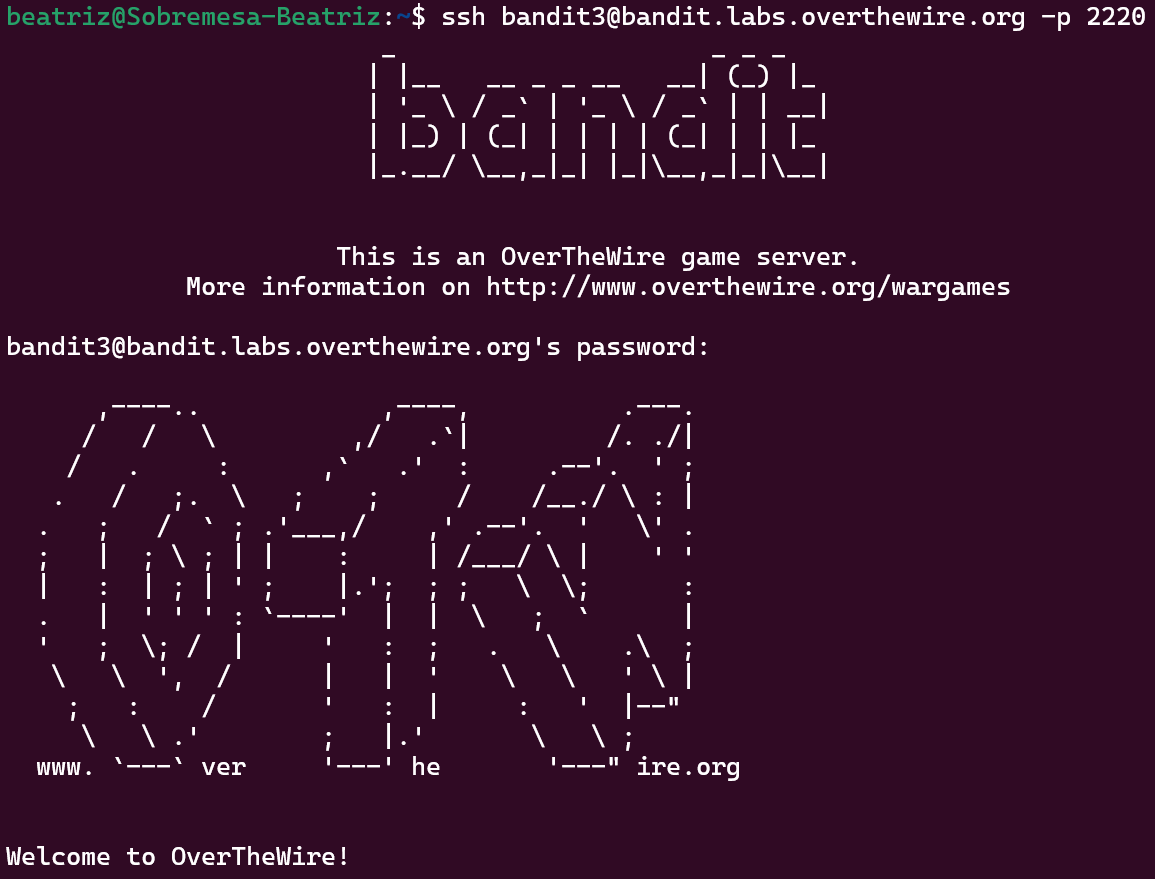 beatriz@Sobremesa-Beatriz:~$ ssh bandit3@bandit.labs.overthewire.org -p 2220
bandit
This is an OverTheWire game server.
More information on http://www.overthewire.org/wargames
bandit3@bandit.labs.overthewire.org's password:
www. `---` ver '---' he '---" ire.org
Welcome to OverTheWire!